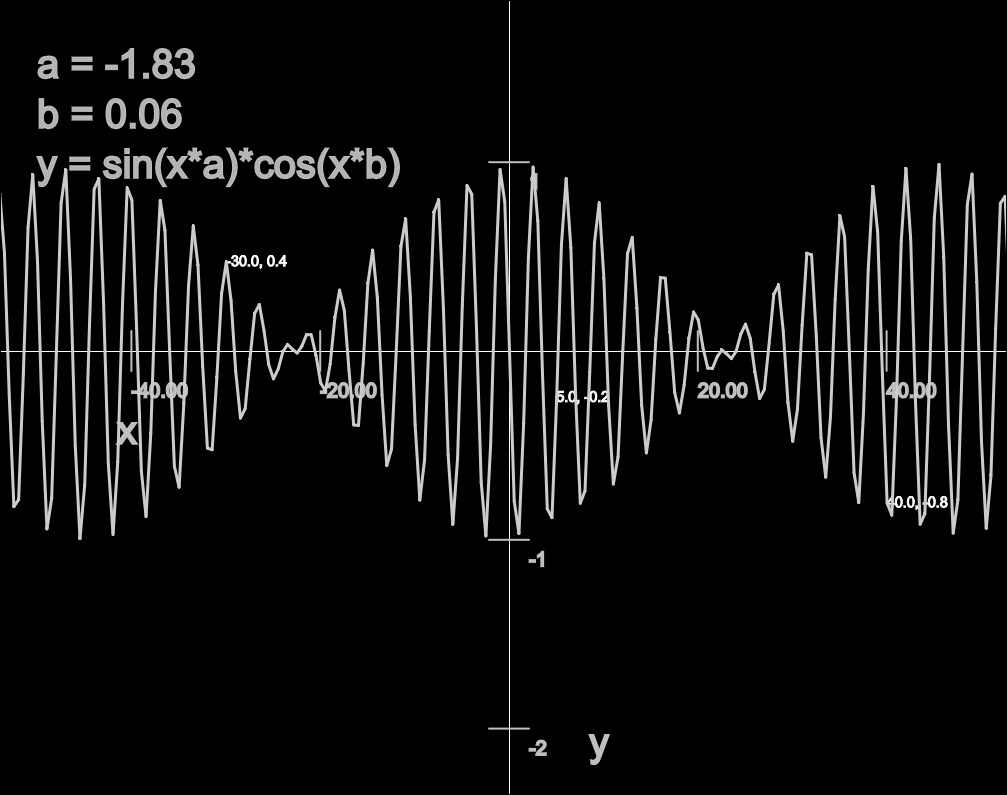 a = -1.83
b = 0.06
y = sin(x*a)*cos(x*b)
1
-30.0, 0.4
-40.00
-20.00
20.00
40.00
5.0, -0.2
x
40.0, -0.8
-1
-2
y